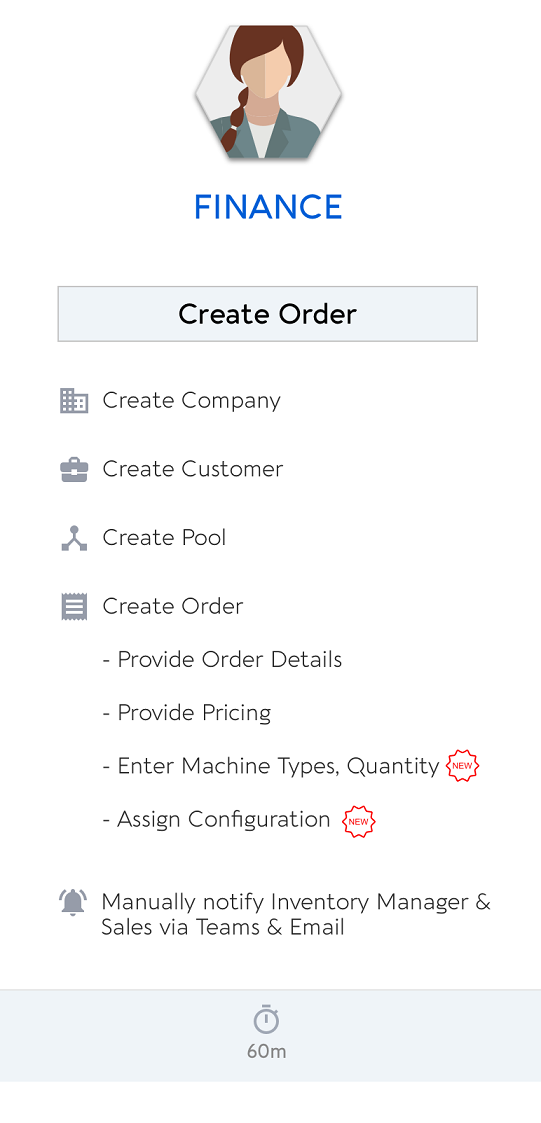 FINANCE
Create Order
Create Company
Create Customer
Create Pool
Create Order
- Provide Order Details
- Provide Pricing
- Enter Machine Types, Quantity NEW
- Assign Configuration NEW
Manually notify Inventory Manager &
Sales via Teams & Email
60m